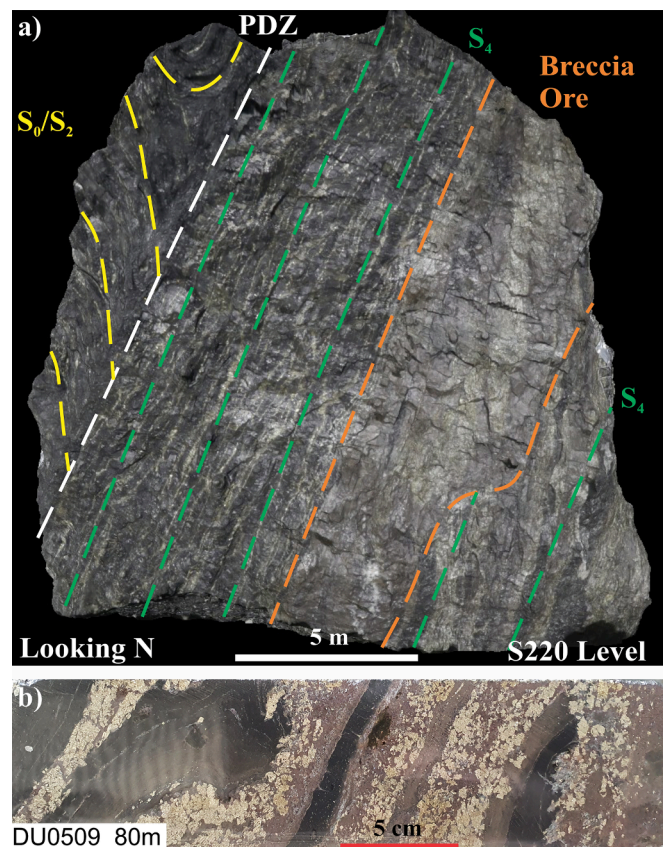 a)
PDZ
S₄
Breccia
Ore
S₀/S₂
S₄
5 m
Looking N
S220 Level
b)
5 cm
DU0509 80m